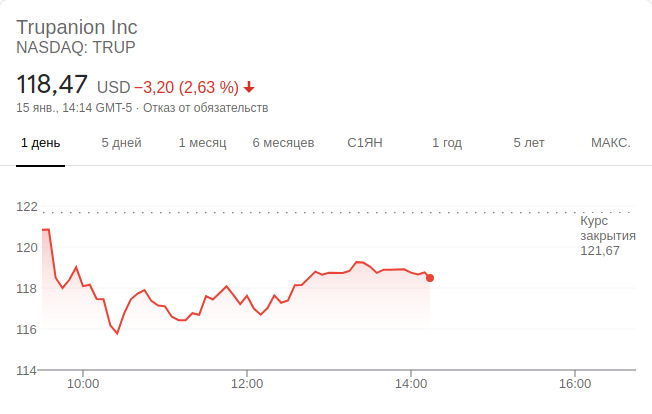 Trupanion Inc
NASDAQ: TRUP
118,47 USD −3,20 (2,63 %)
15 янв., 14:14 GMT-5 · Отказ от обязательств
1 день 5 дней 1 месяц 6 месяцев С1ЯН 1 год 5 лет МАКС.
122
Курс
закрытия
121,67
120
118
116
114
10:00 12:00 14:00 16:00